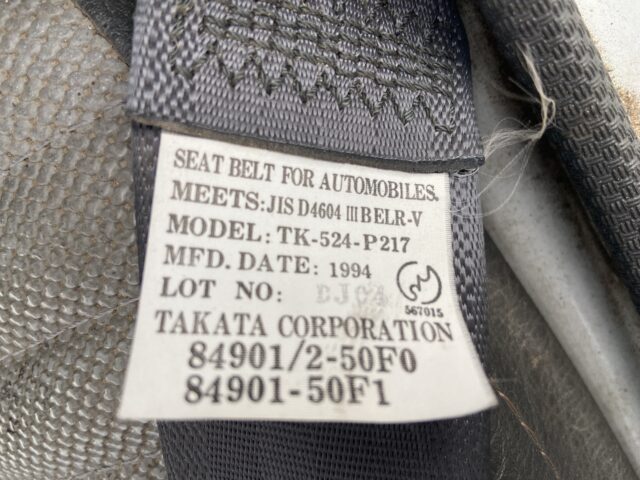 SEAT BELT FOR AUTOMOBILES.
MEETS: JIS D4604 III BELR-V
MODEL: TK-524-P217
MFD. DATE: 1994
LOT NO:
567015
TAKATA CORPORATION
84901/2-50F0
84901-50F1